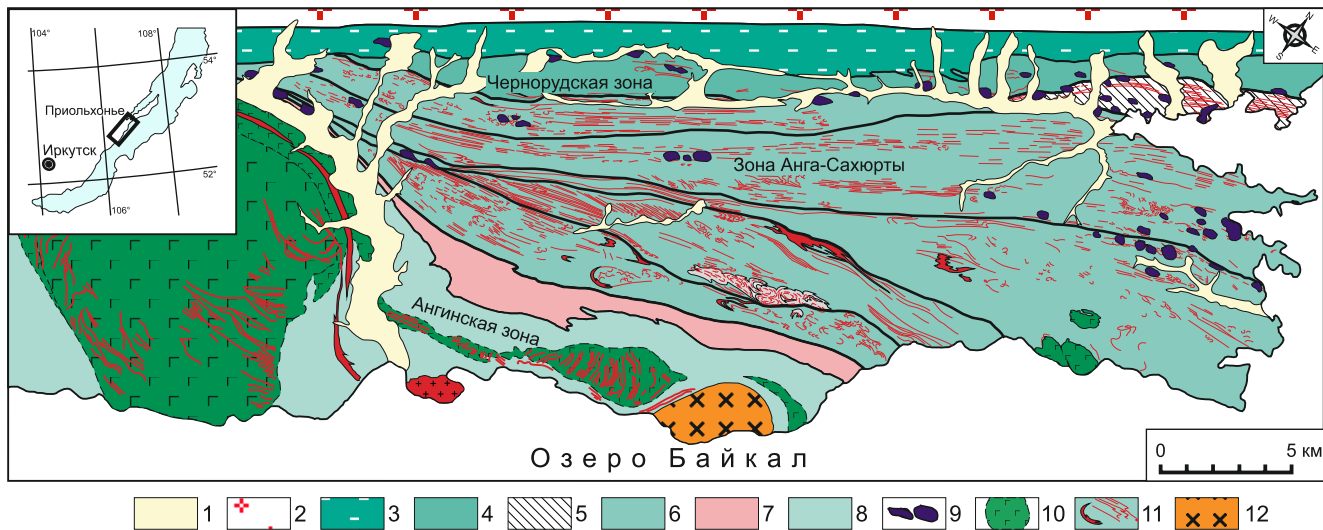 104°
108°
54°
Приольхонье
Иркутск
52°
106°
N
W
E
S
Чернорудская зона
Зона Анга-Сахюрты
Ангинская зона
Озеро Байкал
0 5 км
1 2 3 4 5 6 7 8 9 10 11 12